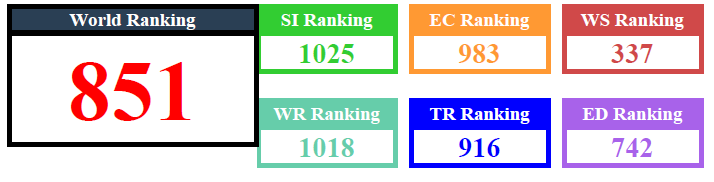 World Ranking
851
SI Ranking
1025
EC Ranking
983
WS Ranking
337
WR Ranking
1018
TR Ranking
916
ED Ranking
742